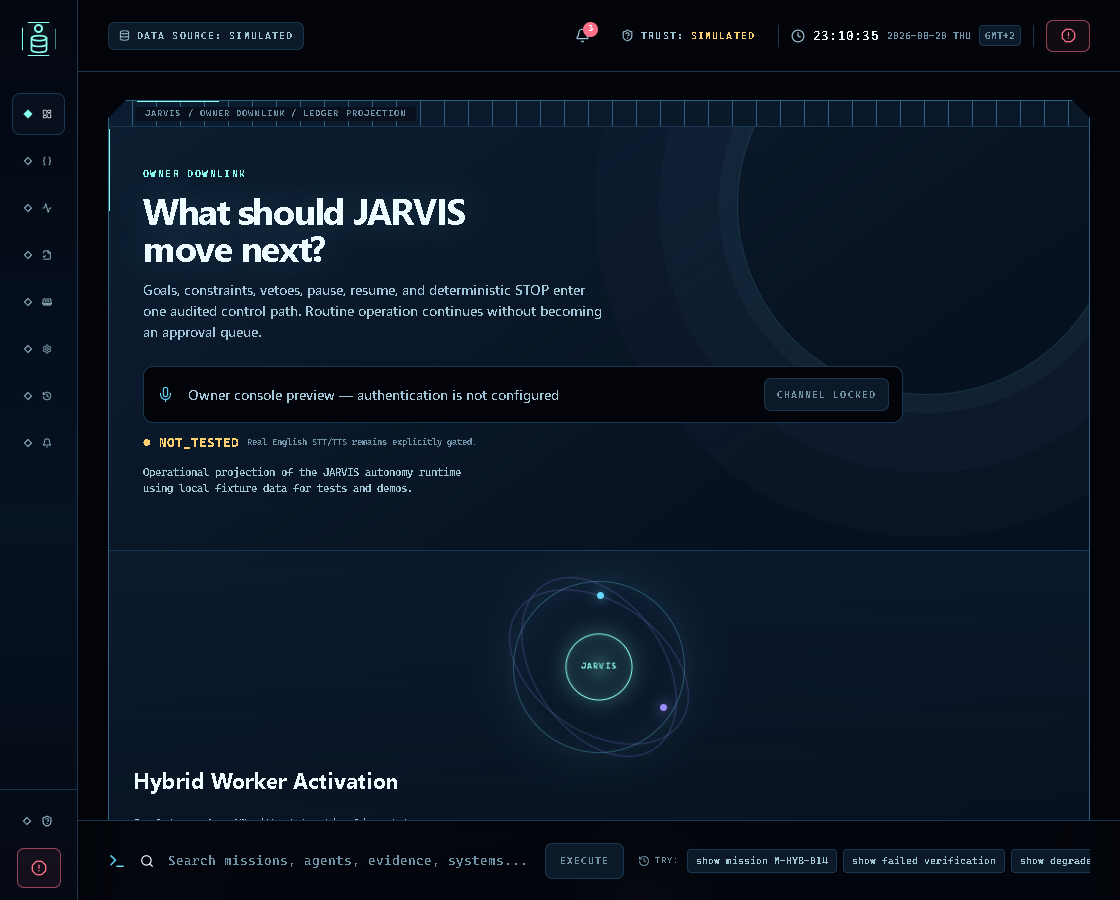 DATA SOURCE: SIMULATED
3
TRUST: SIMULATED
23:10:35 2026-08-20 THU GMT+2
JARVIS / OWNER DOWNLINK / LEDGER PROJECTION
OWNER DOWNLINK
What should JARVIS
move next?
Goals, constraints, vetoes, pause, resume, and deterministic STOP enter
one audited control path. Routine operation continues without becoming
an approval queue.
Owner console preview — authentication is not configured
CHANNEL LOCKED
NOT_TESTED Real English STT/TTS remains explicitly gated.
Operational projection of the JARVIS autonomy runtime
using local fixture data for tests and demos.
JARVIS
Hybrid Worker Activation
Search missions, agents, evidence, systems...
EXECUTE
TRY:
show mission M-HYB-014
show failed verification
show degrade